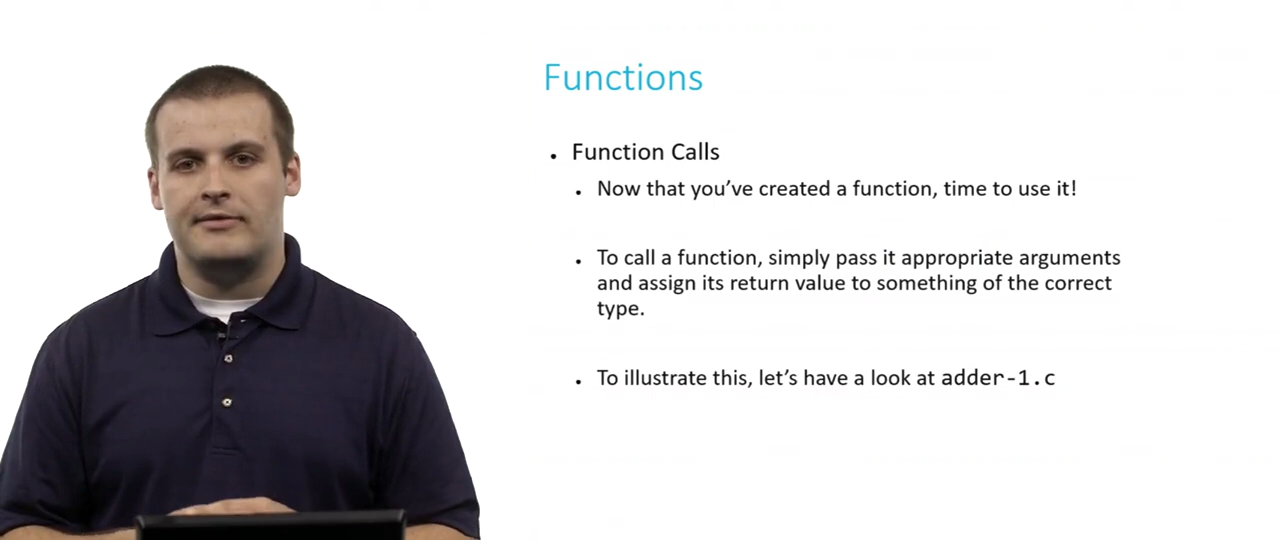 Functions
• Function Calls
• Now that you’ve created a function, time to use it!
• To call a function, simply pass it appropriate arguments
and assign its return value to something of the correct
type.
• To illustrate this, let’s have a look at adder-1.c